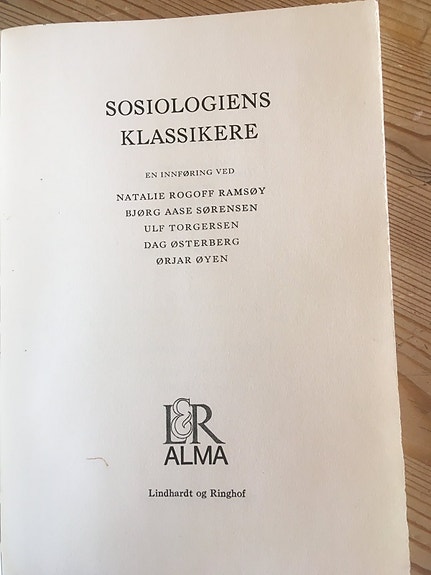 SOSIOLOGIENS
KLASSIKERE
EN INNFØRING VED
NATALIE ROGOFF RAMSØY
BJØRG AASE SØRENSEN
ULF TORGERSEN
DAG ØSTERBERG
ØRJAR ØYEN
L&R
ALMA
Lindhardt og Ringhof